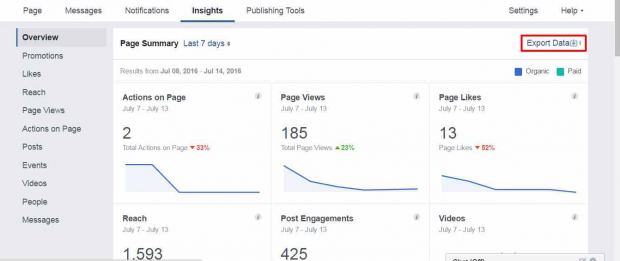 Page Messages Notifications Insights Publishing Tools Settings Help
Overview
Promotions
Likes
Reach
Page Views
Actions on Page
Posts
Events
Videos
People
Messages
Page Summary Last 7 days
Export Data
Results from Jul 08, 2016 - Jul 14, 2016
Organic Paid
Actions on Page
July 7 - July 13
2
Total Actions on Page 33%
Page Views
July 7 - July 13
185
Total Page Views 23%
Page Likes
July 7 - July 13
13
Page Likes 52%
Reach
July 7 - July 13
1,593
Post Engagements
July 7 - July 13
425
Videos
July 7 - July 13